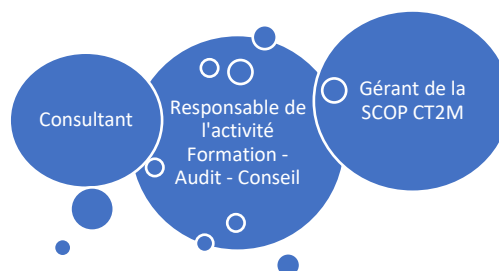 Consultant
Responsable de
l'activité
Formation -
Audit - Conseil
Gérant de la
SCOP CT2M